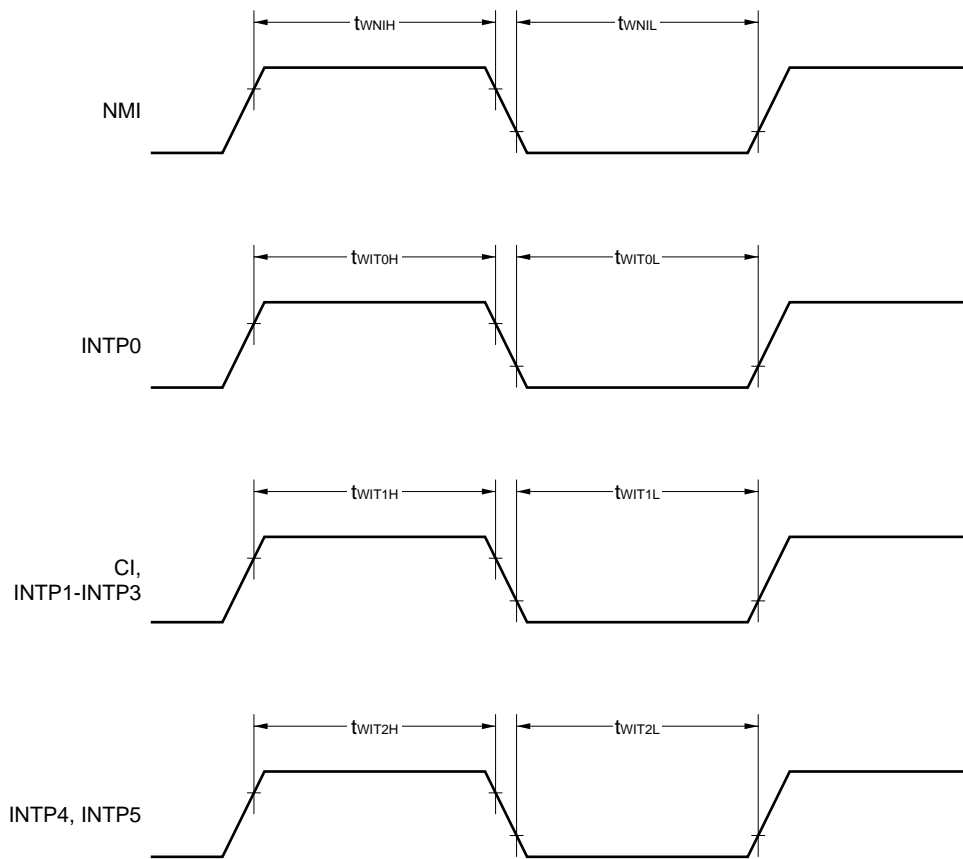 tWNIH tWNIL
NMI
tWIT0H tWIT0L
INTP0
tWIT1H tWIT1L
CI,
INTP1-INTP3
tWIT2H tWIT2L
INTP4, INTP5